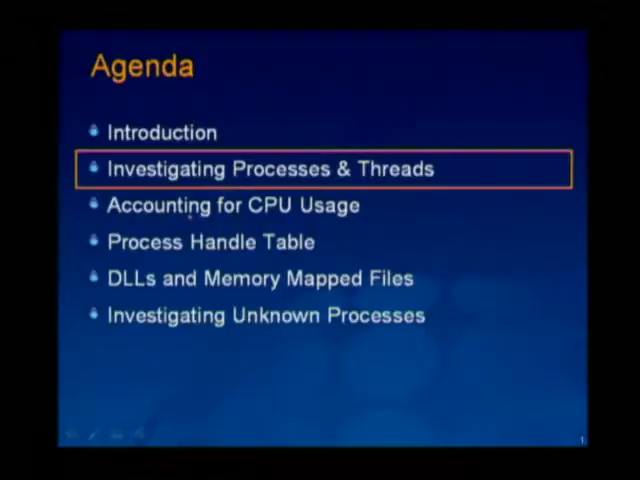 Agenda
Introduction
Investigating Processes & Threads
Accounting for CPU Usage
Process Handle Table
DLLs and Memory Mapped Files
Investigating Unknown Processes
1